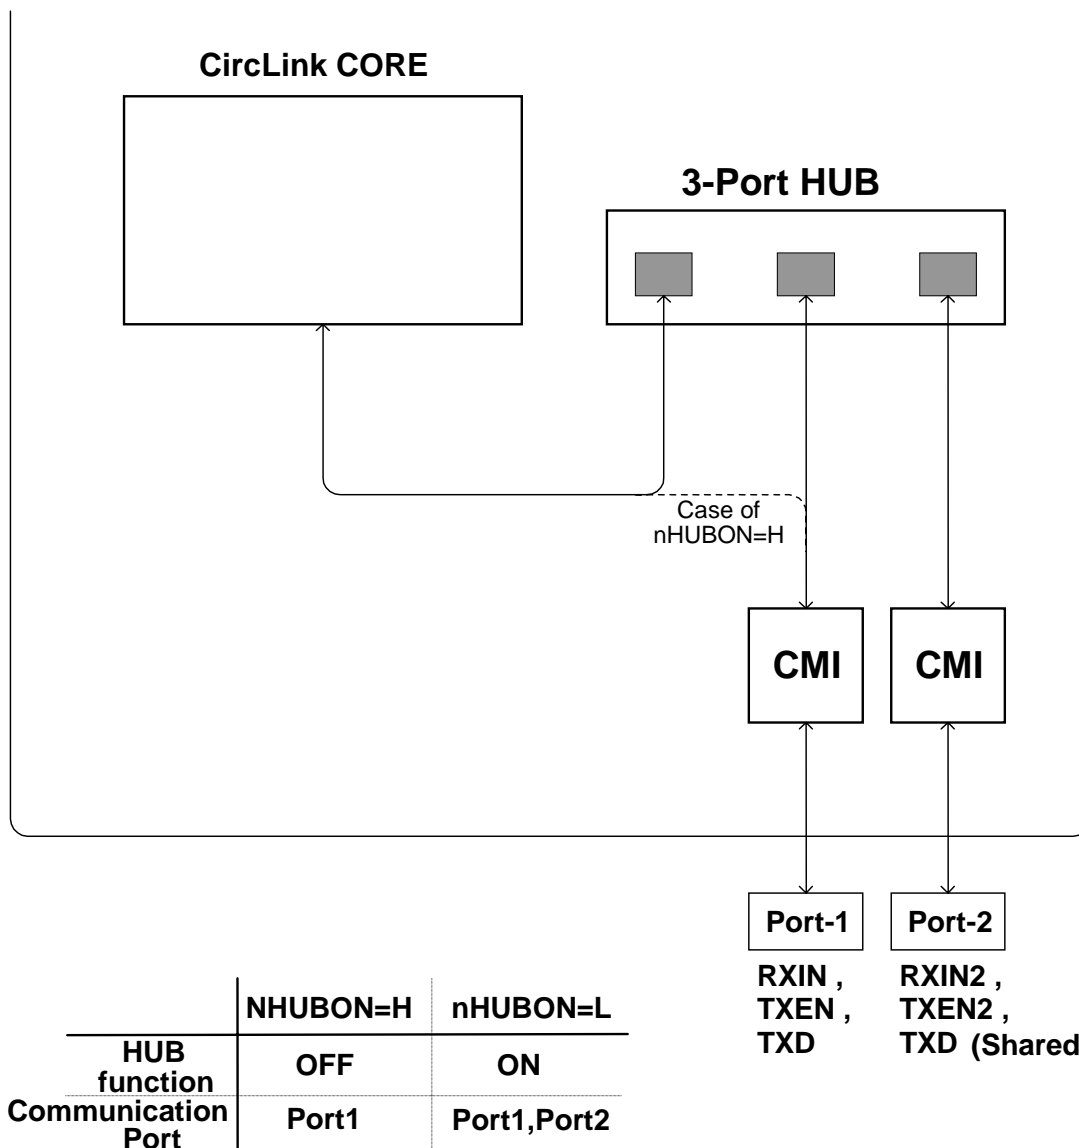 CircLink CORE
3-Port HUB
Case of
nHUBON=H
CMI
CMI
Port-1
Port-2
RXIN ,
TXEN ,
TXD
RXIN2 ,
TXEN2 ,
TXD (Shared
NHUBON=H nHUBON=L
HUB
function
OFF ON
Communication
Port
Port1 Port1,Port2